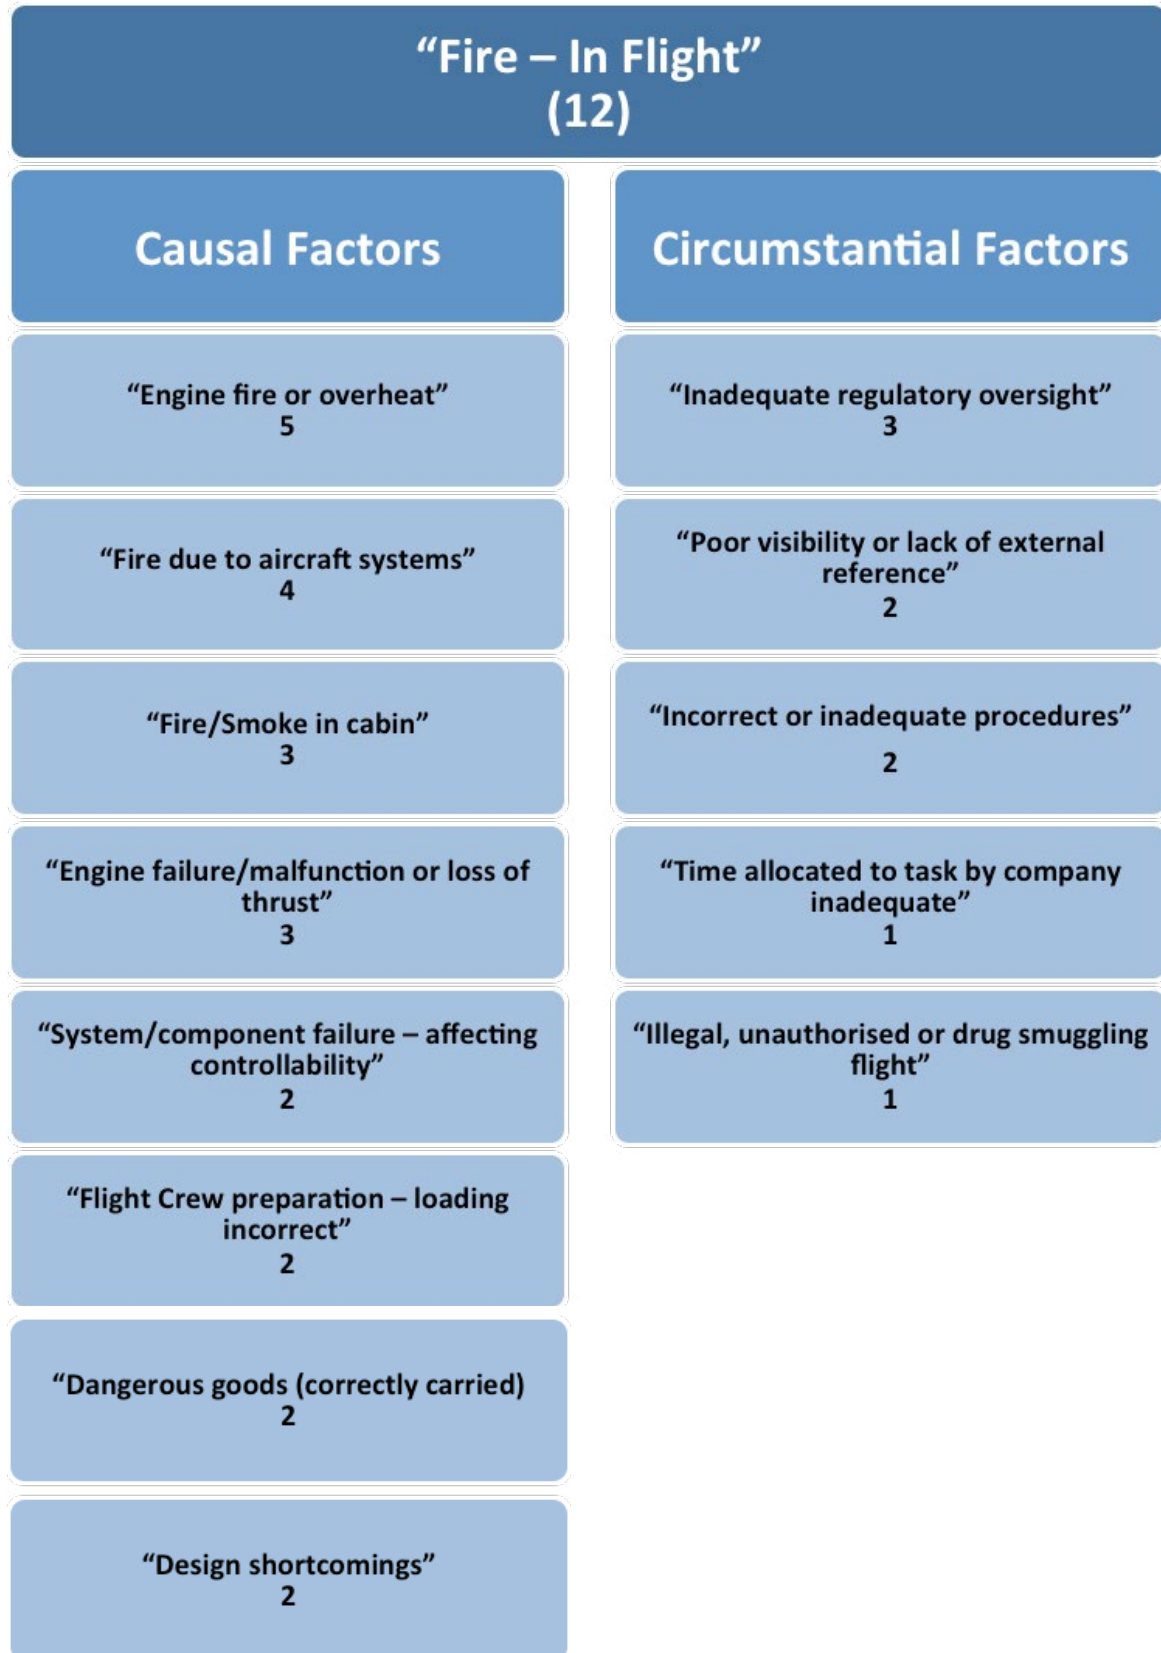 “Fire – In Flight”
(12)
Causal Factors
Circumstantial Factors
“Engine fire or overheat”
5
“Inadequate regulatory oversight”
3
“Fire due to aircraft systems”
4
“Poor visibility or lack of external
reference”
2
“Fire/Smoke in cabin”
3
“Incorrect or inadequate procedures”
2
“Engine failure/malfunction or loss of
thrust”
3
“Time allocated to task by company
inadequate”
1
“System/component failure – affecting
controllability”
2
“Illegal, unauthorised or drug smuggling
flight”
1
“Flight Crew preparation – loading
incorrect”
2
“Dangerous goods (correctly carried)
2
“Design shortcomings”
2